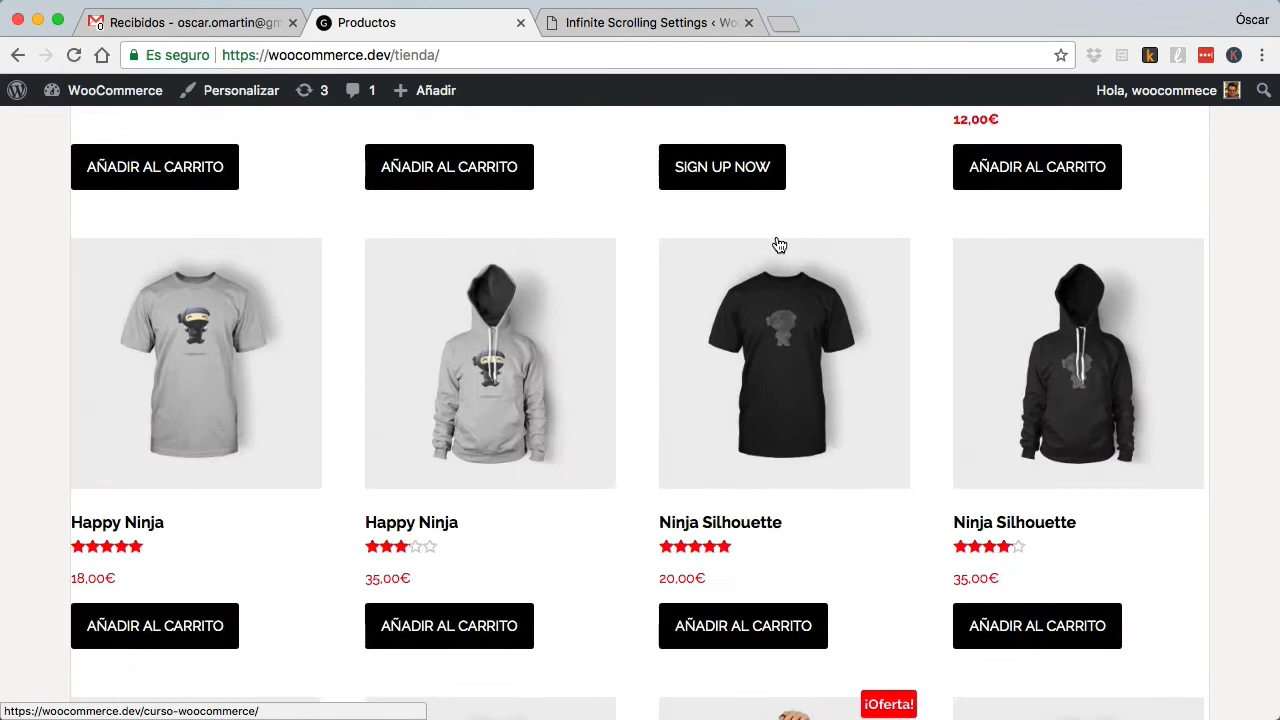 Recibidos - oscar.omartin@gm
Productos
Infinite Scrolling Settings ‹ Wo
Óscar
Es seguro
https://woocommerce.dev/tienda/
WooCommerce
Personalizar
3
1
Añadir
Hola, woocommece
12,00€
AÑADIR AL CARRITO
AÑADIR AL CARRITO
SIGN UP NOW
AÑADIR AL CARRITO
Happy Ninja
Happy Ninja
Ninja Silhouette
Ninja Silhouette
18,00€
35,00€
20,00€
35,00€
AÑADIR AL CARRITO
AÑADIR AL CARRITO
AÑADIR AL CARRITO
AÑADIR AL CARRITO
¡Oferta!
https://woocommerce.dev/curso-woocommerce/